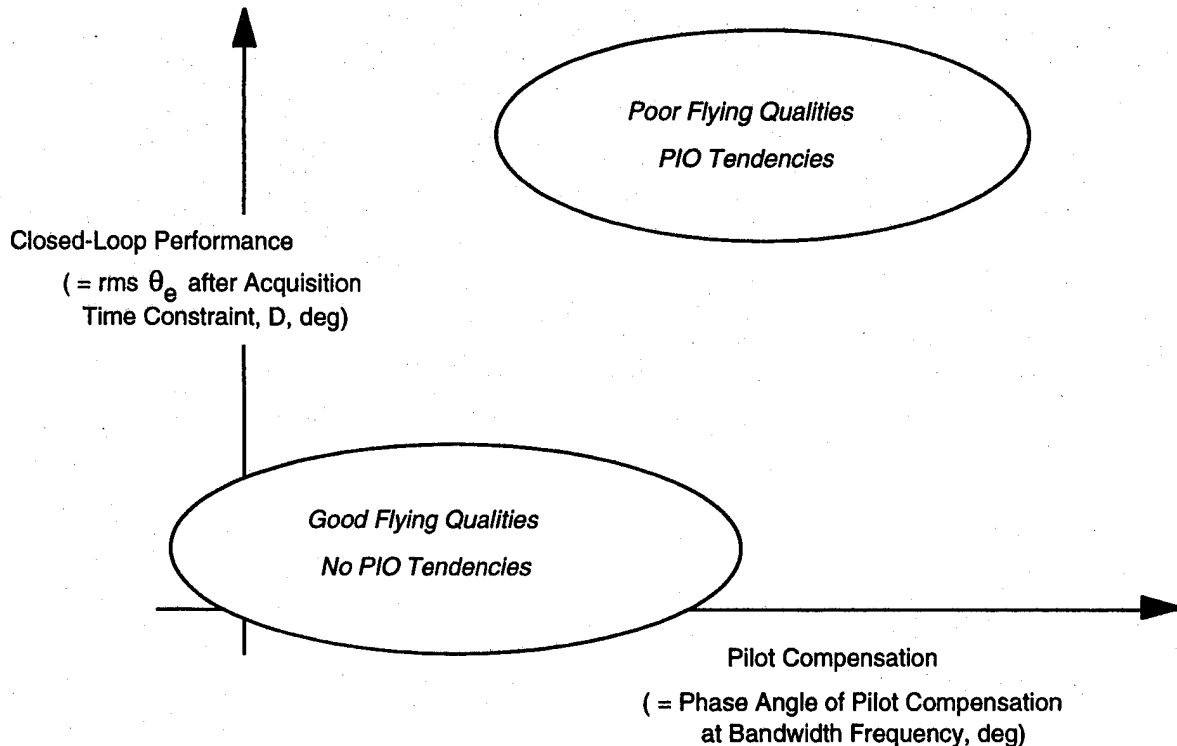 Poor Flying Qualities
PIO Tendencies
Closed-Loop Performance
( = rms θe after Acquisition
Time Constraint, D, deg)
Good Flying Qualities
No PIO Tendencies
Pilot Compensation
( = Phase Angle of Pilot Compensation
at Bandwidth Frequency, deg)